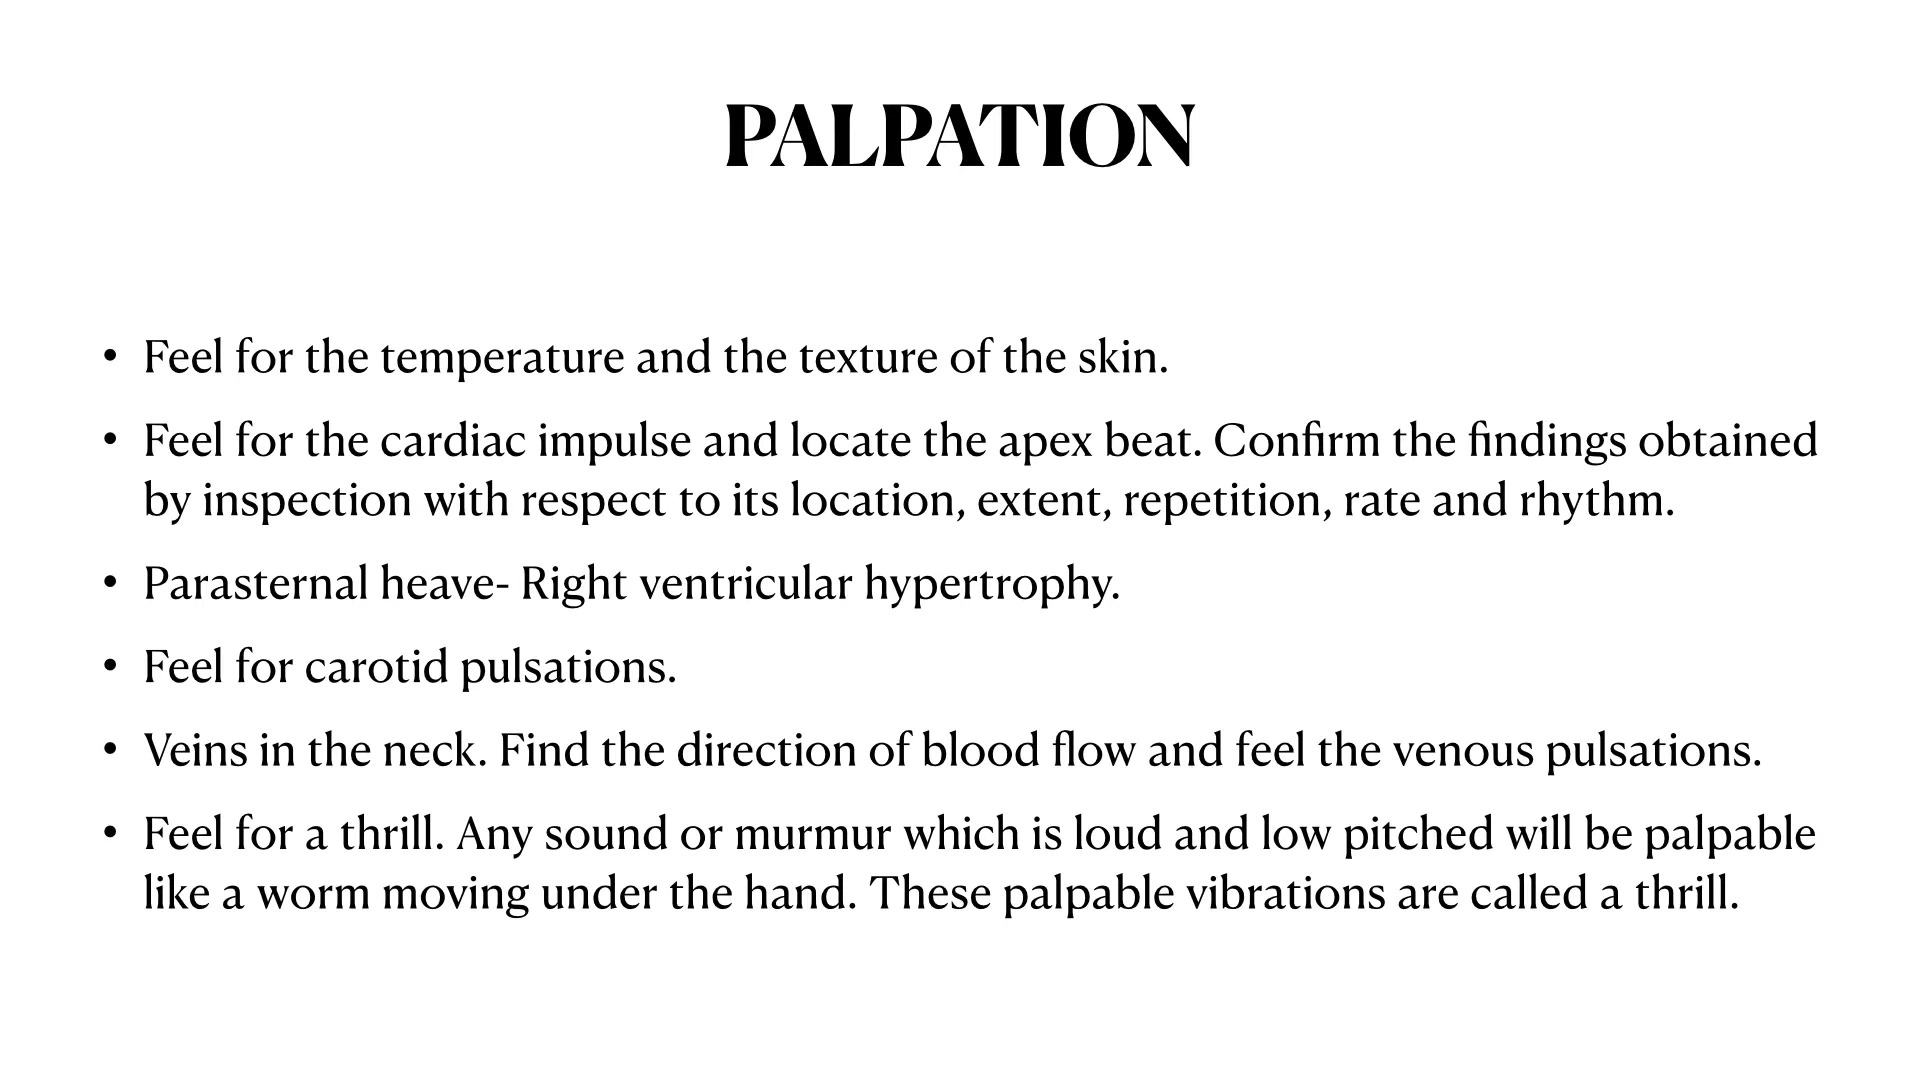 PALPATION
• Feel for the temperature and the texture of the skin.
• Feel for the cardiac impulse and locate the apex beat. Confirm the findings obtained
by inspection with respect to its location, extent, repetition, rate and rhythm.
• Parasternal heave- Right ventricular hypertrophy.
• Feel for carotid pulsations.
• Veins in the neck. Find the direction of blood flow and feel the venous pulsations.
• Feel for a thrill. Any sound or murmur which is loud and low pitched will be palpable
like a worm moving under the hand. These palpable vibrations are called a thrill.